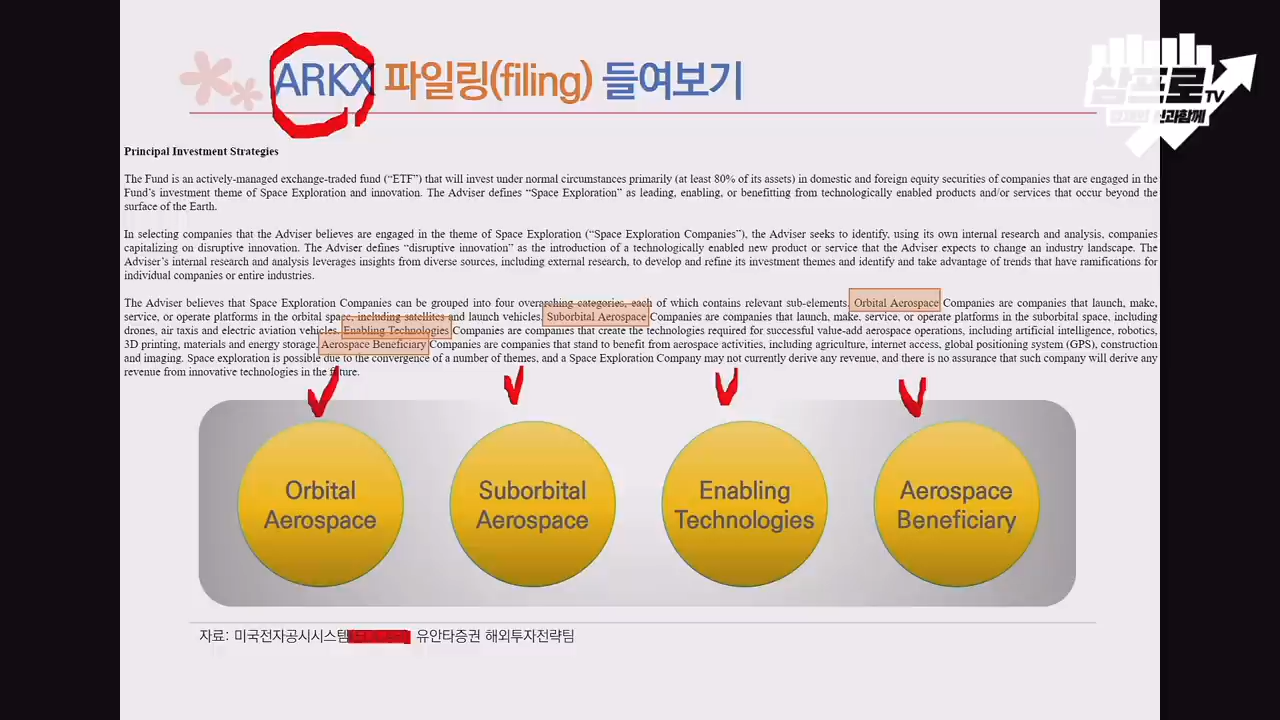 ARKX 파일링(filing) 들여보기
삼프로TV
Principal Investment Strategies
The Fund is an actively-managed exchange-traded fund (“ETF”) that will invest under normal circumstances primarily (at least 80% of its assets) in domestic and foreign equity securities of companies that are engaged in the
Fund’s investment theme of Space Exploration and innovation. The Adviser defines “Space Exploration” as leading, enabling, or benefitting from technologically enabled products and/or services that occur beyond the
surface of the Earth.
In selecting companies that the Adviser believes are engaged in the theme of Space Exploration (“Space Exploration Companies”), the Adviser seeks to identify, using its own internal research and analysis, companies
capitalizing on disruptive innovation. The Adviser defines “disruptive innovation” as the introduction of a technologically enabled new product or service that the Adviser expects to change an industry landscape. The
Adviser’s internal research and analysis leverages insights from diverse sources, including external research, to develop and refine its investment themes and identify and take advantage of trends that have ramifications for
individual companies or entire industries.
The Adviser believes that Space Exploration Companies can be grouped into four overarching categories, each of which contains relevant sub-elements. Orbital Aerospace Companies are companies that launch, make,
service, or operate platforms in the orbital space, including satellites and launch vehicles. Suborbital Aerospace Companies are companies that launch, make, service, or operate platforms in the suborbital space, including
drones, air taxis and electric aviation vehicles. Enabling Technologies Companies are companies that create the technologies required for successful value-add aerospace operations, including artificial intelligence, robotics,
3D printing, materials and energy storage. Aerospace Beneficiary Companies are companies that stand to benefit from aerospace activities, including agriculture, internet access, global positioning system (GPS), construction
and imaging. Space exploration is possible due to the convergence of a number of themes, and a Space Exploration Company may not currently derive any revenue, and there is no assurance that such company will derive any
revenue from innovative technologies in the future.
Orbital
Aerospace
Suborbital
Aerospace
Enabling
Technologies
Aerospace
Beneficiary
자료: 미국전자공시시스템 유안타증권 해외투자전략팀